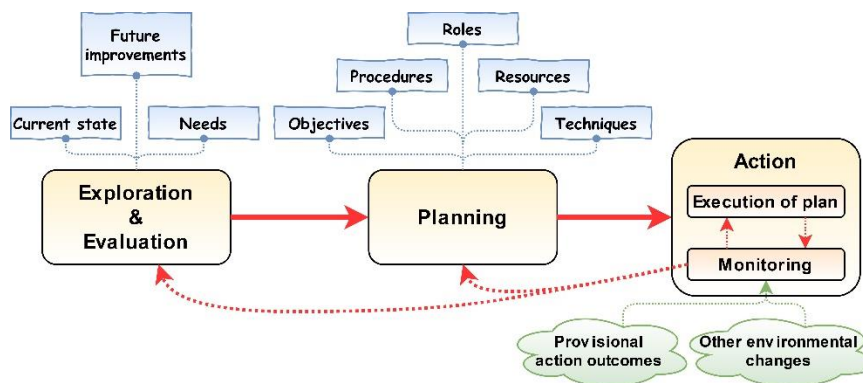 Future
improvements
Current state
Needs
Roles
Procedures
Resources
Objectives
Techniques
Exploration
&
Evaluation
Planning
Action
Execution of plan
Monitoring
Provisional
action outcomes
Other environmental
changes